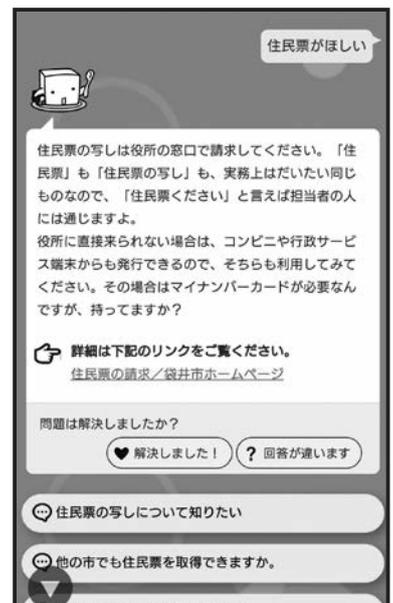 住民票がほしい
住民票の写しは役所の窓口で請求してください。「住
民票」も「住民票の写し」も、実務上はだいたい同じ
ものなので、「住民票ください」と言えば担当者の人
には通じますよ。
役所に直接来られない場合は、コンビニや行政サービ
ス端末からも発行できるので、そちらも利用してみて
ください。その場合はマイナンバーカードが必要なん
ですが、持ってますか？
詳細は下記のリンクをご覧ください。
住民票の請求／袋井市ホームページ
問題は解決しましたか？
解決しました！
? 回答が違います
住民票の写しについて知りたい
他の市でも住民票を取得できますか。